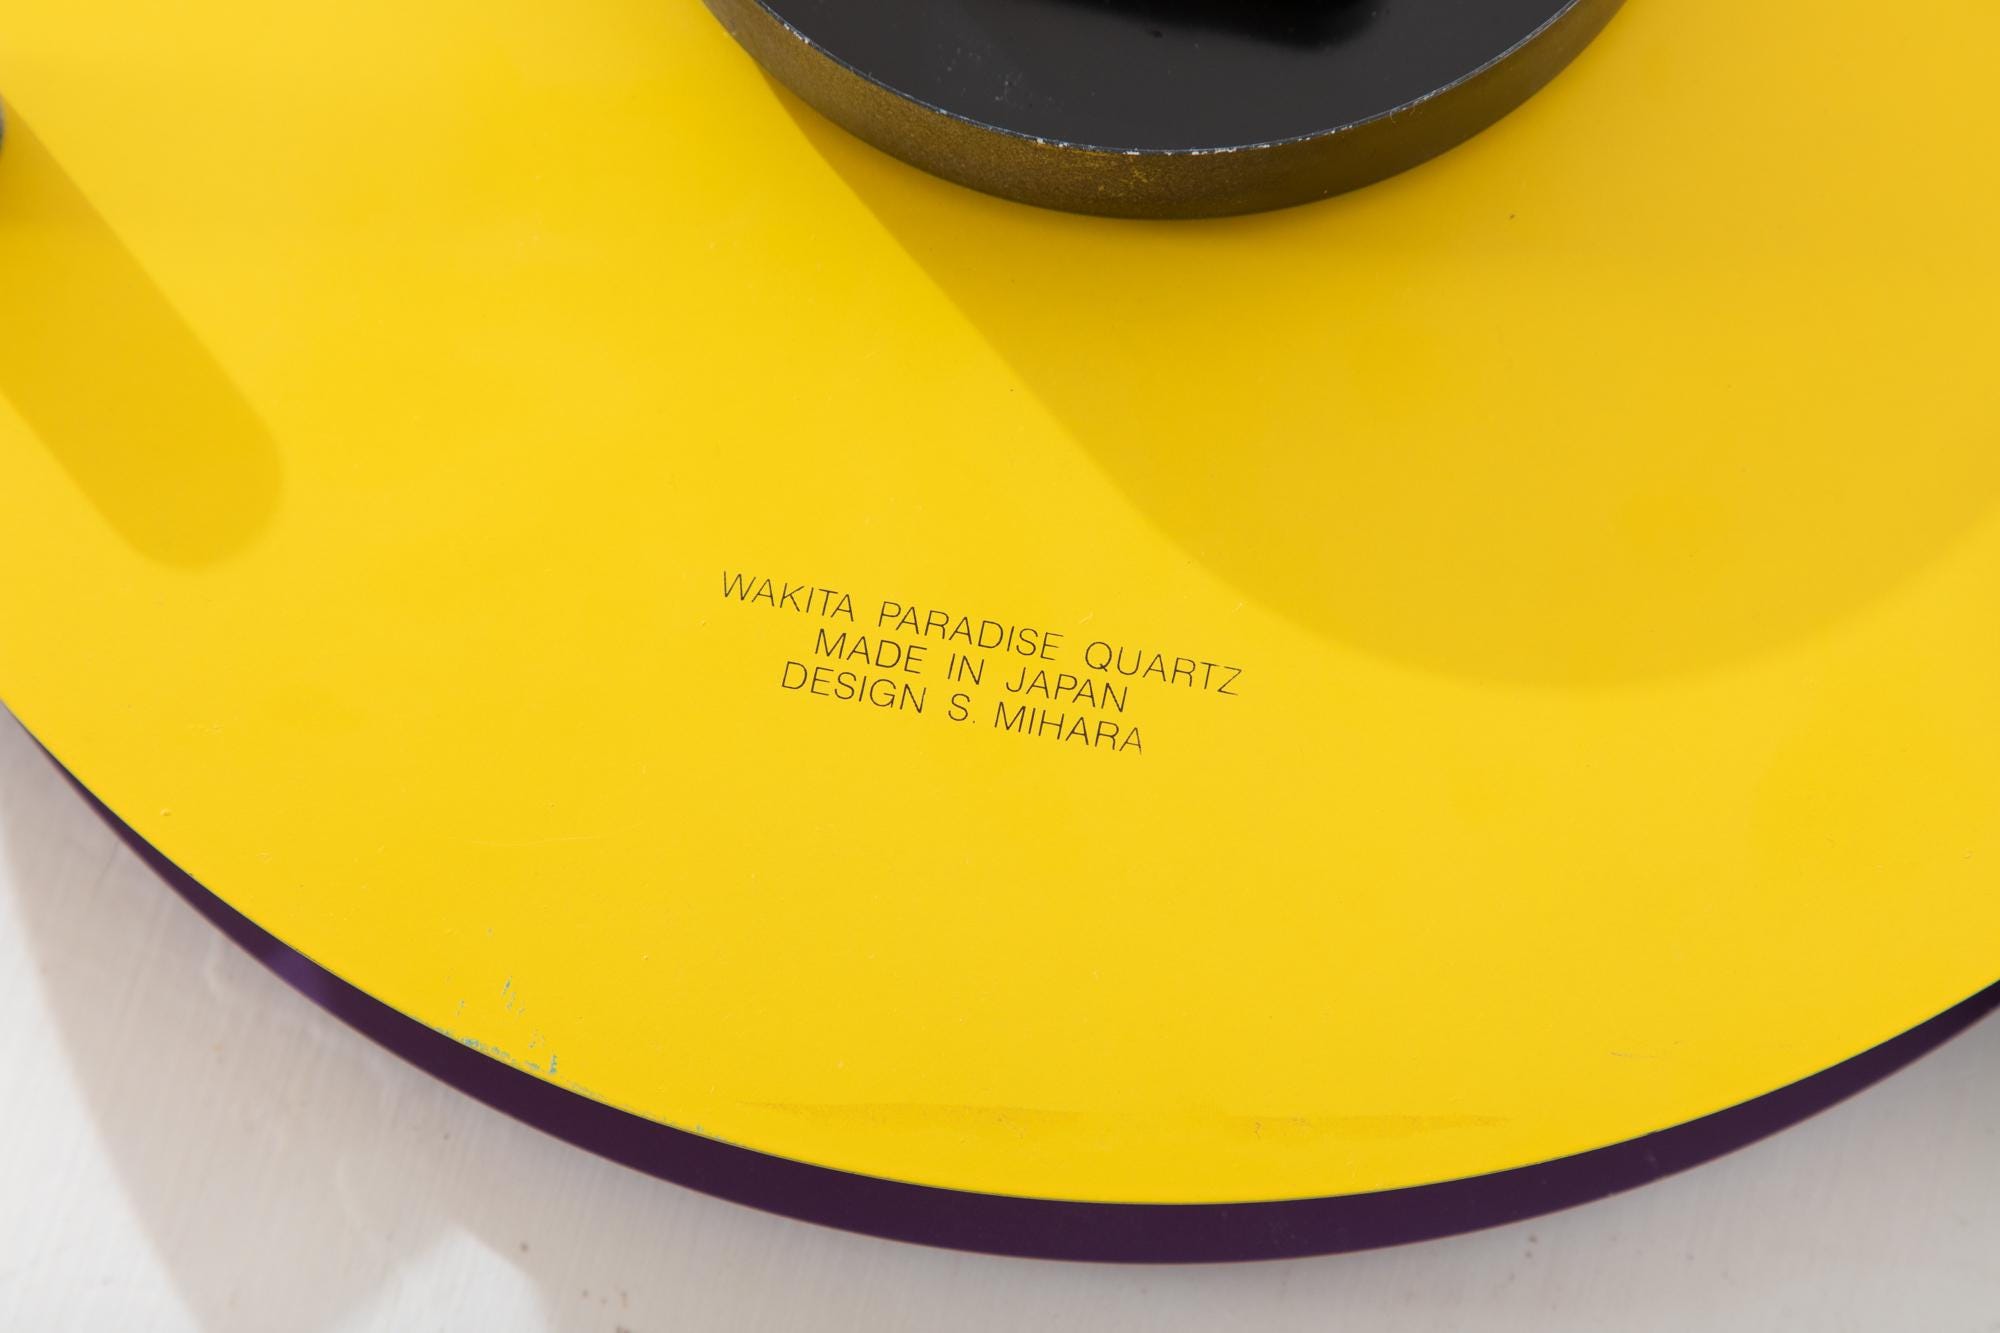 WAKITA PARADISE QUARTZ
MADE IN JAPAN
DESIGN S. MIHARA